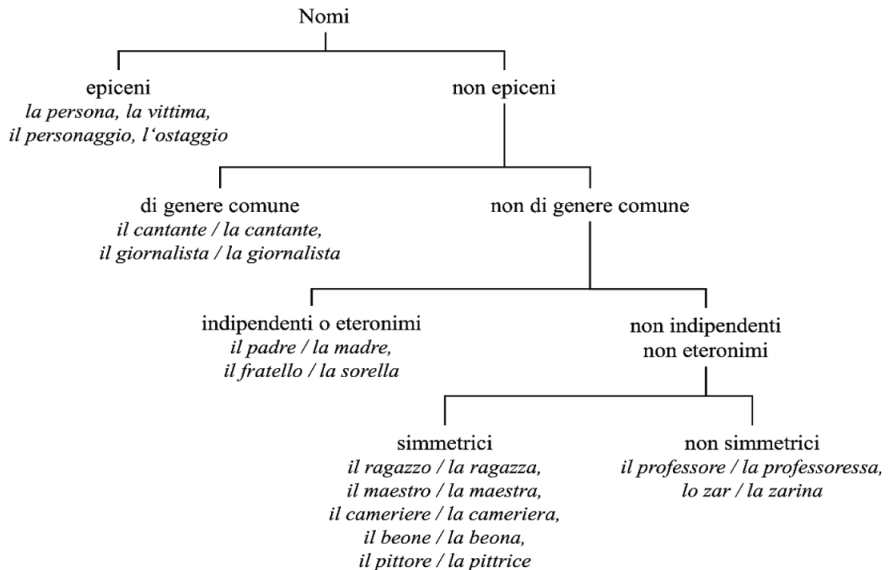 Nomi
epiceni
la persona, la vittima,
il personaggio, l‘ostaggio
non epiceni
di genere comune
il cantante / la cantante,
il giornalista / la giornalista
non di genere comune
indipendenti o eteronimi
il padre / la madre,
il fratello / la sorella
non indipendenti
non eteronimi
simmetrici
il ragazzo / la ragazza,
il maestro / la maestra,
il cameriere / la cameriera,
il beone / la beona,
il pittore / la pittrice
non simmetrici
il professore / la professoressa,
lo zar / la zarina